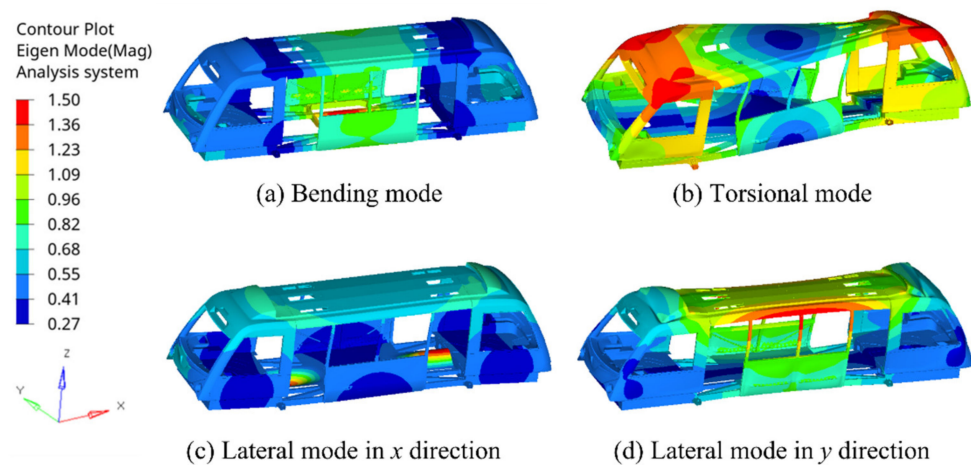 Contour Plot
Eigen Mode(Mag)
Analysis system
1.50
1.36
1.23
1.09
0.96
0.82
0.68
0.55
0.41
0.27
Z
Y
X
(a) Bending mode
(b) Torsional mode
(c) Lateral mode in x direction
(d) Lateral mode in y direction